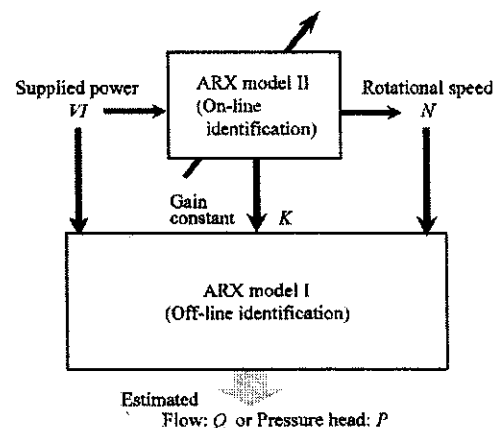 Supplied power
VI
ARX model II
(On-line
identification)
Rotational speed
N
Gain
constant
K
ARX model I
(Off-line identification)
Estimated
Flow: Q or Pressure head: P